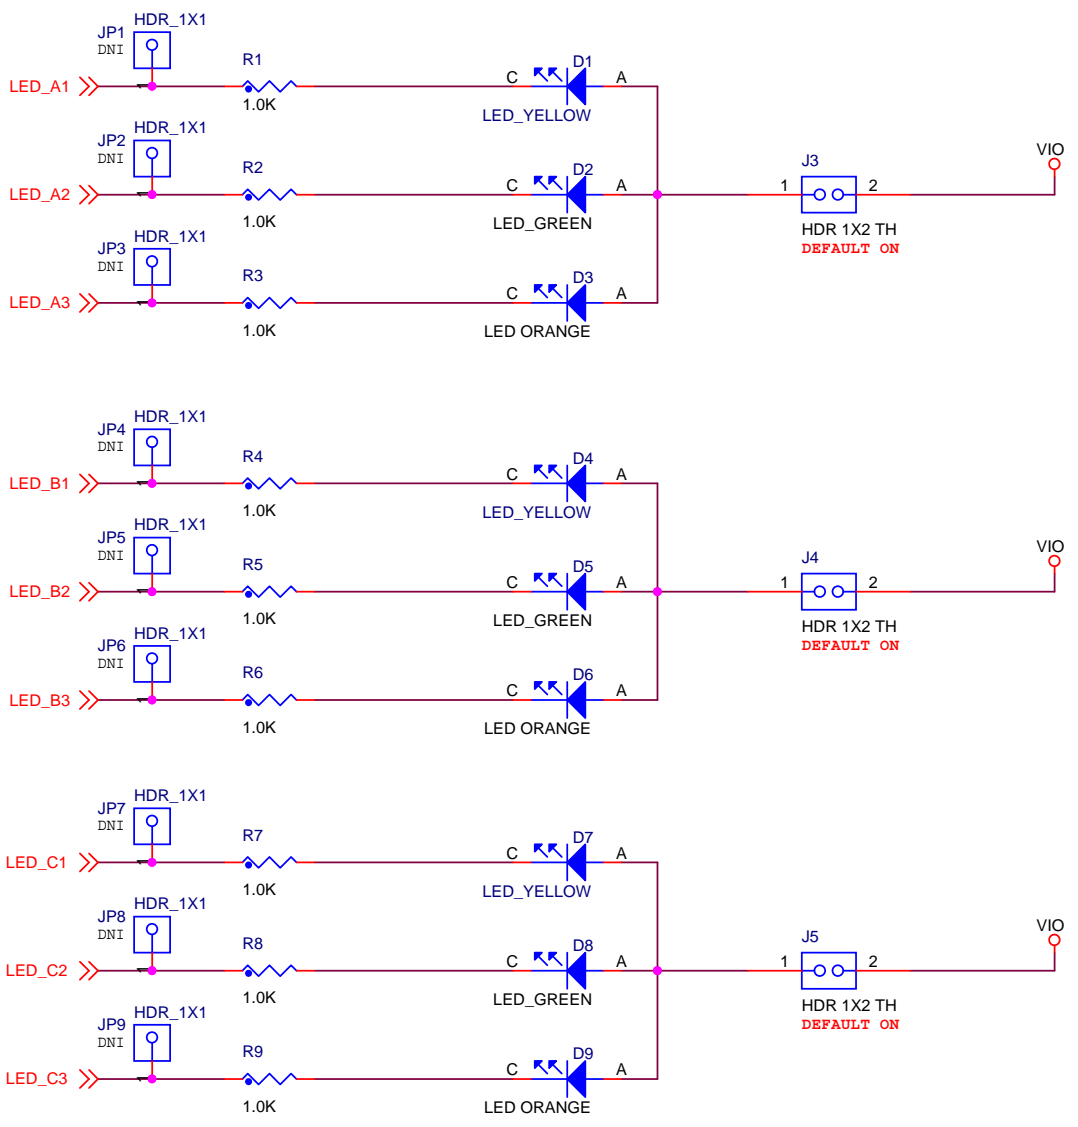 HDR_1X1
JP1
DNI
R1
D1
LED_A1
C
A
1.0K
LED_YELLOW
HDR_1X1
JP2
DNI
R2
D2
LED_A2
C
A
1.0K
LED_GREEN
HDR_1X1
JP3
DNI
R3
D3
LED_A3
C
A
1.0K
LED ORANGE
J3
VIO
1
2
HDR 1X2 TH
DEFAULT ON
HDR_1X1
JP4
DNI
R4
D4
LED_B1
C
A
1.0K
LED_YELLOW
HDR_1X1
JP5
DNI
R5
D5
LED_B2
C
A
1.0K
LED_GREEN
HDR_1X1
JP6
DNI
R6
D6
LED_B3
C
A
1.0K
LED ORANGE
J4
VIO
1
2
HDR 1X2 TH
DEFAULT ON
HDR_1X1
JP7
DNI
R7
D7
LED_C1
C
A
1.0K
LED_YELLOW
HDR_1X1
JP8
DNI
R8
D8
LED_C2
C
A
1.0K
LED_GREEN
HDR_1X1
JP9
DNI
R9
D9
LED_C3
C
A
1.0K
LED ORANGE
J5
VIO
1
2
HDR 1X2 TH
DEFAULT ON